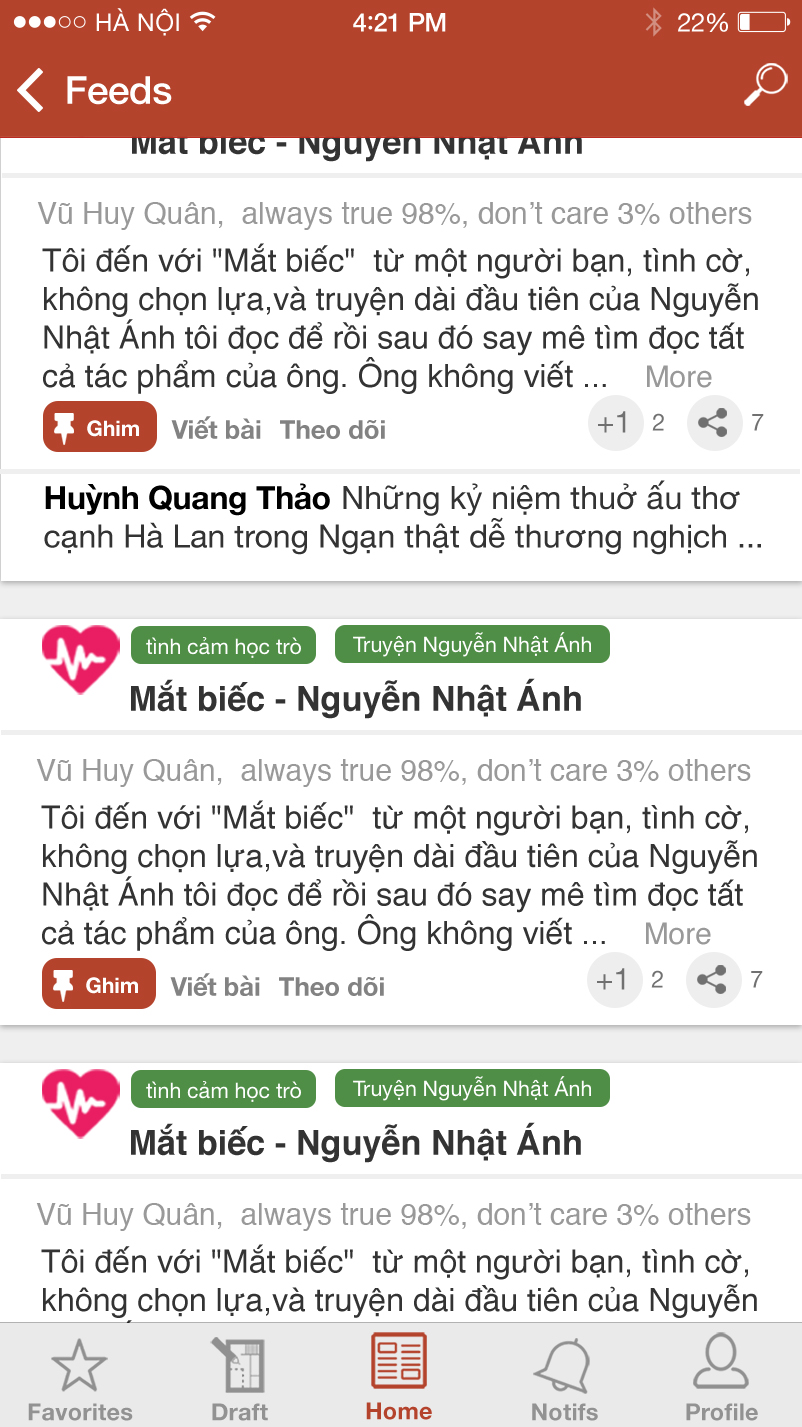 HÀ NỘI 4:21 PM 22%
Feeds
Mắt biếc - Nguyễn Nhật Ánh
Vũ Huy Quân, always true 98%, don’t care 3% others
Tôi đến với "Mắt biếc" từ một người bạn, tình cờ,
không chọn lựa,và truyện dài đầu tiên của Nguyễn
Nhật Ánh tôi đọc để rồi sau đó say mê tìm đọc tất
cả tác phẩm của ông. Ông không viết ... More
Ghim Viết bài Theo dõi +1 2 7
Huỳnh Quang Thảo Những kỷ niệm thuở ấu thơ
cạnh Hà Lan trong Ngạn thật dễ thương nghịch ...
tình cảm học trò Truyện Nguyễn Nhật Ánh
Mắt biếc - Nguyễn Nhật Ánh
Vũ Huy Quân, always true 98%, don’t care 3% others
Tôi đến với "Mắt biếc" từ một người bạn, tình cờ,
không chọn lựa,và truyện dài đầu tiên của Nguyễn
Nhật Ánh tôi đọc để rồi sau đó say mê tìm đọc tất
cả tác phẩm của ông. Ông không viết ... More
Ghim Viết bài Theo dõi +1 2 7
tình cảm học trò Truyện Nguyễn Nhật Ánh
Mắt biếc - Nguyễn Nhật Ánh
Vũ Huy Quân, always true 98%, don’t care 3% others
Tôi đến với "Mắt biếc" từ một người bạn, tình cờ,
không chọn lựa,và truyện dài đầu tiên của Nguyễn
Favorites Draft Home Notifs Profile